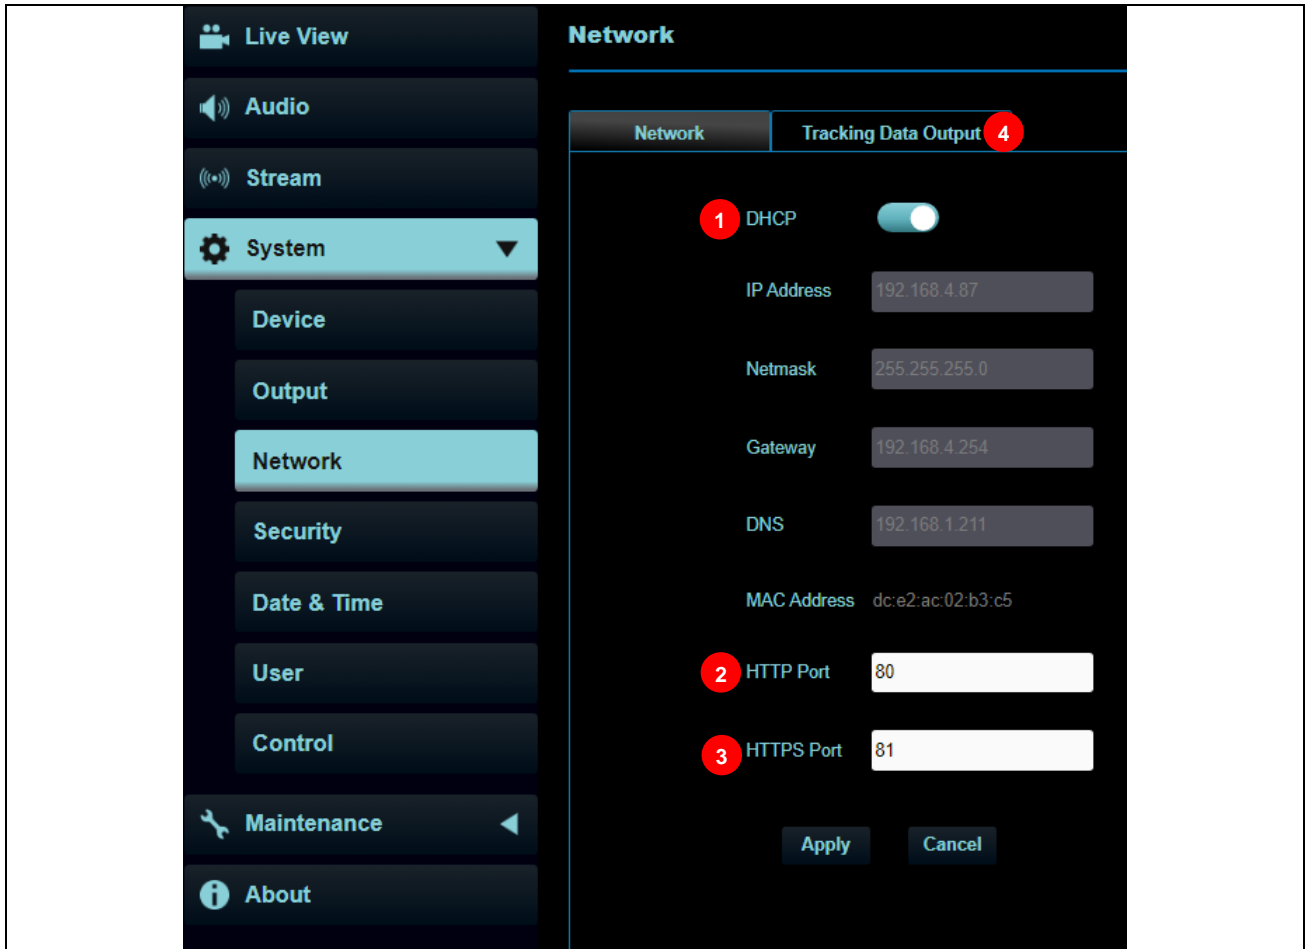 Live View
Audio
Stream
System
Device
Output
Network
Security
Date & Time
User
Control
Maintenance
About
Network
Network
Tracking Data Output 4
1 DHCP
IP Address 192.168.4.87
Netmask 255.255.255.0
Gateway 192.168.4.254
DNS 192.168.1.211
MAC Address dc:e2:ac:02:b3:c5
2 HTTP Port 80
3 HTTPS Port 81
Apply Cancel